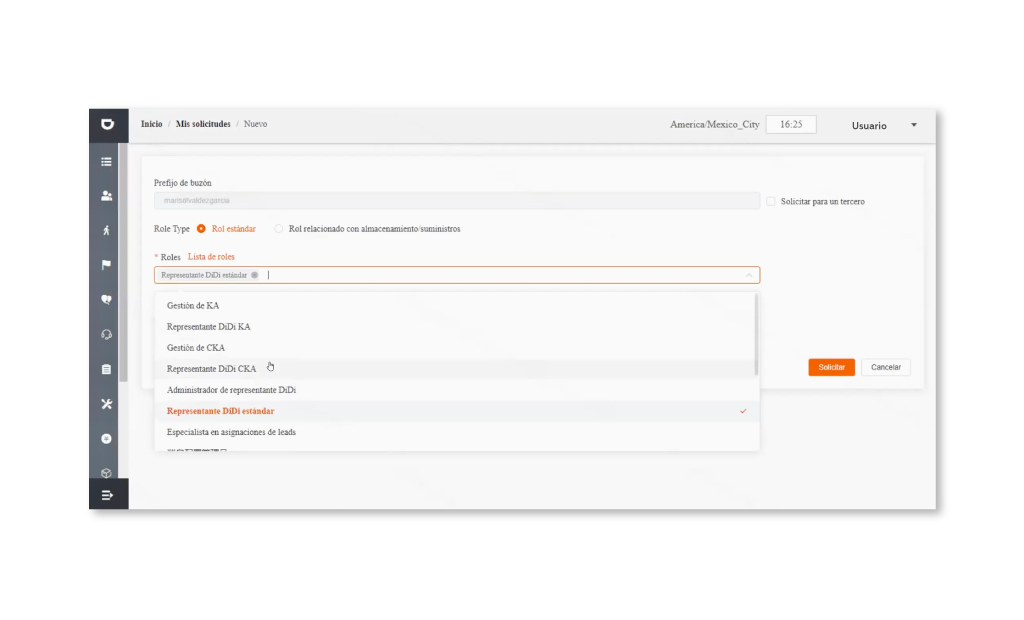 Inicio / Mis solicitudes / Nuevo
America/Mexico_City 16:25 Usuario
Prefijo de buzón
marisolvaldezgarcia
Solicitar para un tercero
Role Type Rol estándar Rol relacionado con almacenamiento/suministros
* Roles Lista de roles
Representante DiDi estándar
Gestión de KA
Representante DiDi KA
Gestión de CKA
Representante DiDi CKA
Solicitar Cancelar
Administrador de representante DiDi
Representante DiDi estándar
Especialista en asignaciones de leads